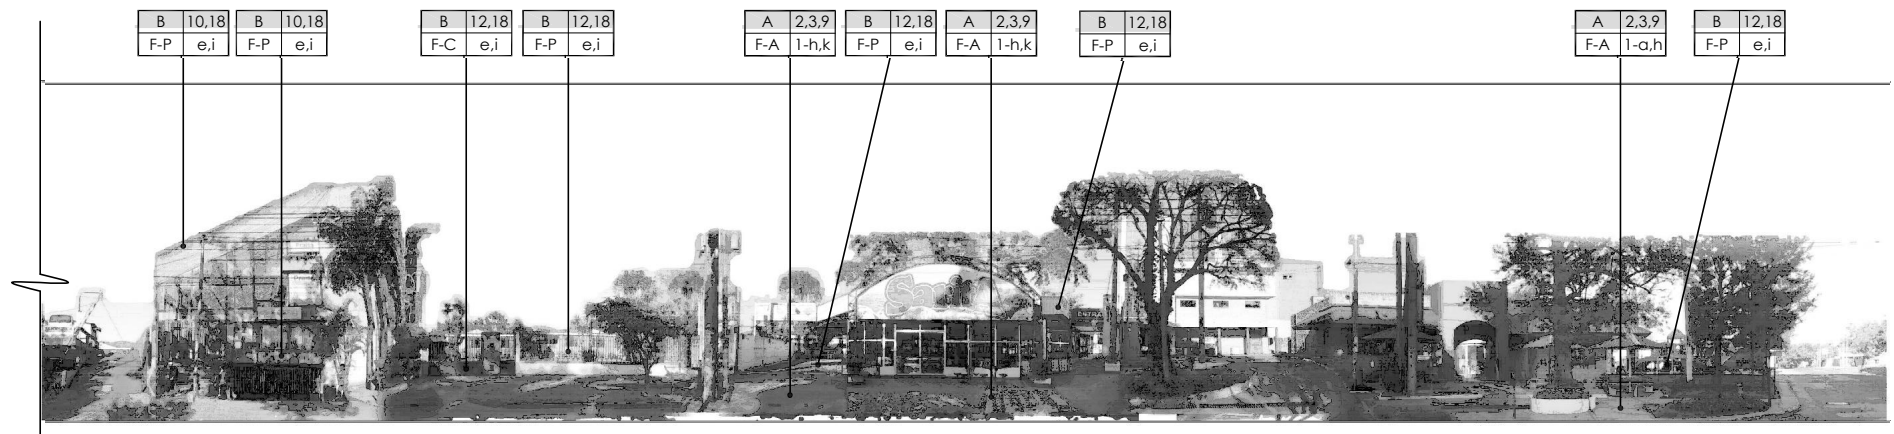 B 10,18
F-P e,i
B 10,18
F-P e,i
B 12,18
F-C e,i
B 12,18
F-P e,i
A 2,3,9
F-A 1-h,k
B 12,18
F-P e,i
A 2,3,9
F-A 1-h,k
B 12,18
F-P e,i
A 2,3,9
F-A 1-a,h
B 12,18
F-P e,i
ENTRA